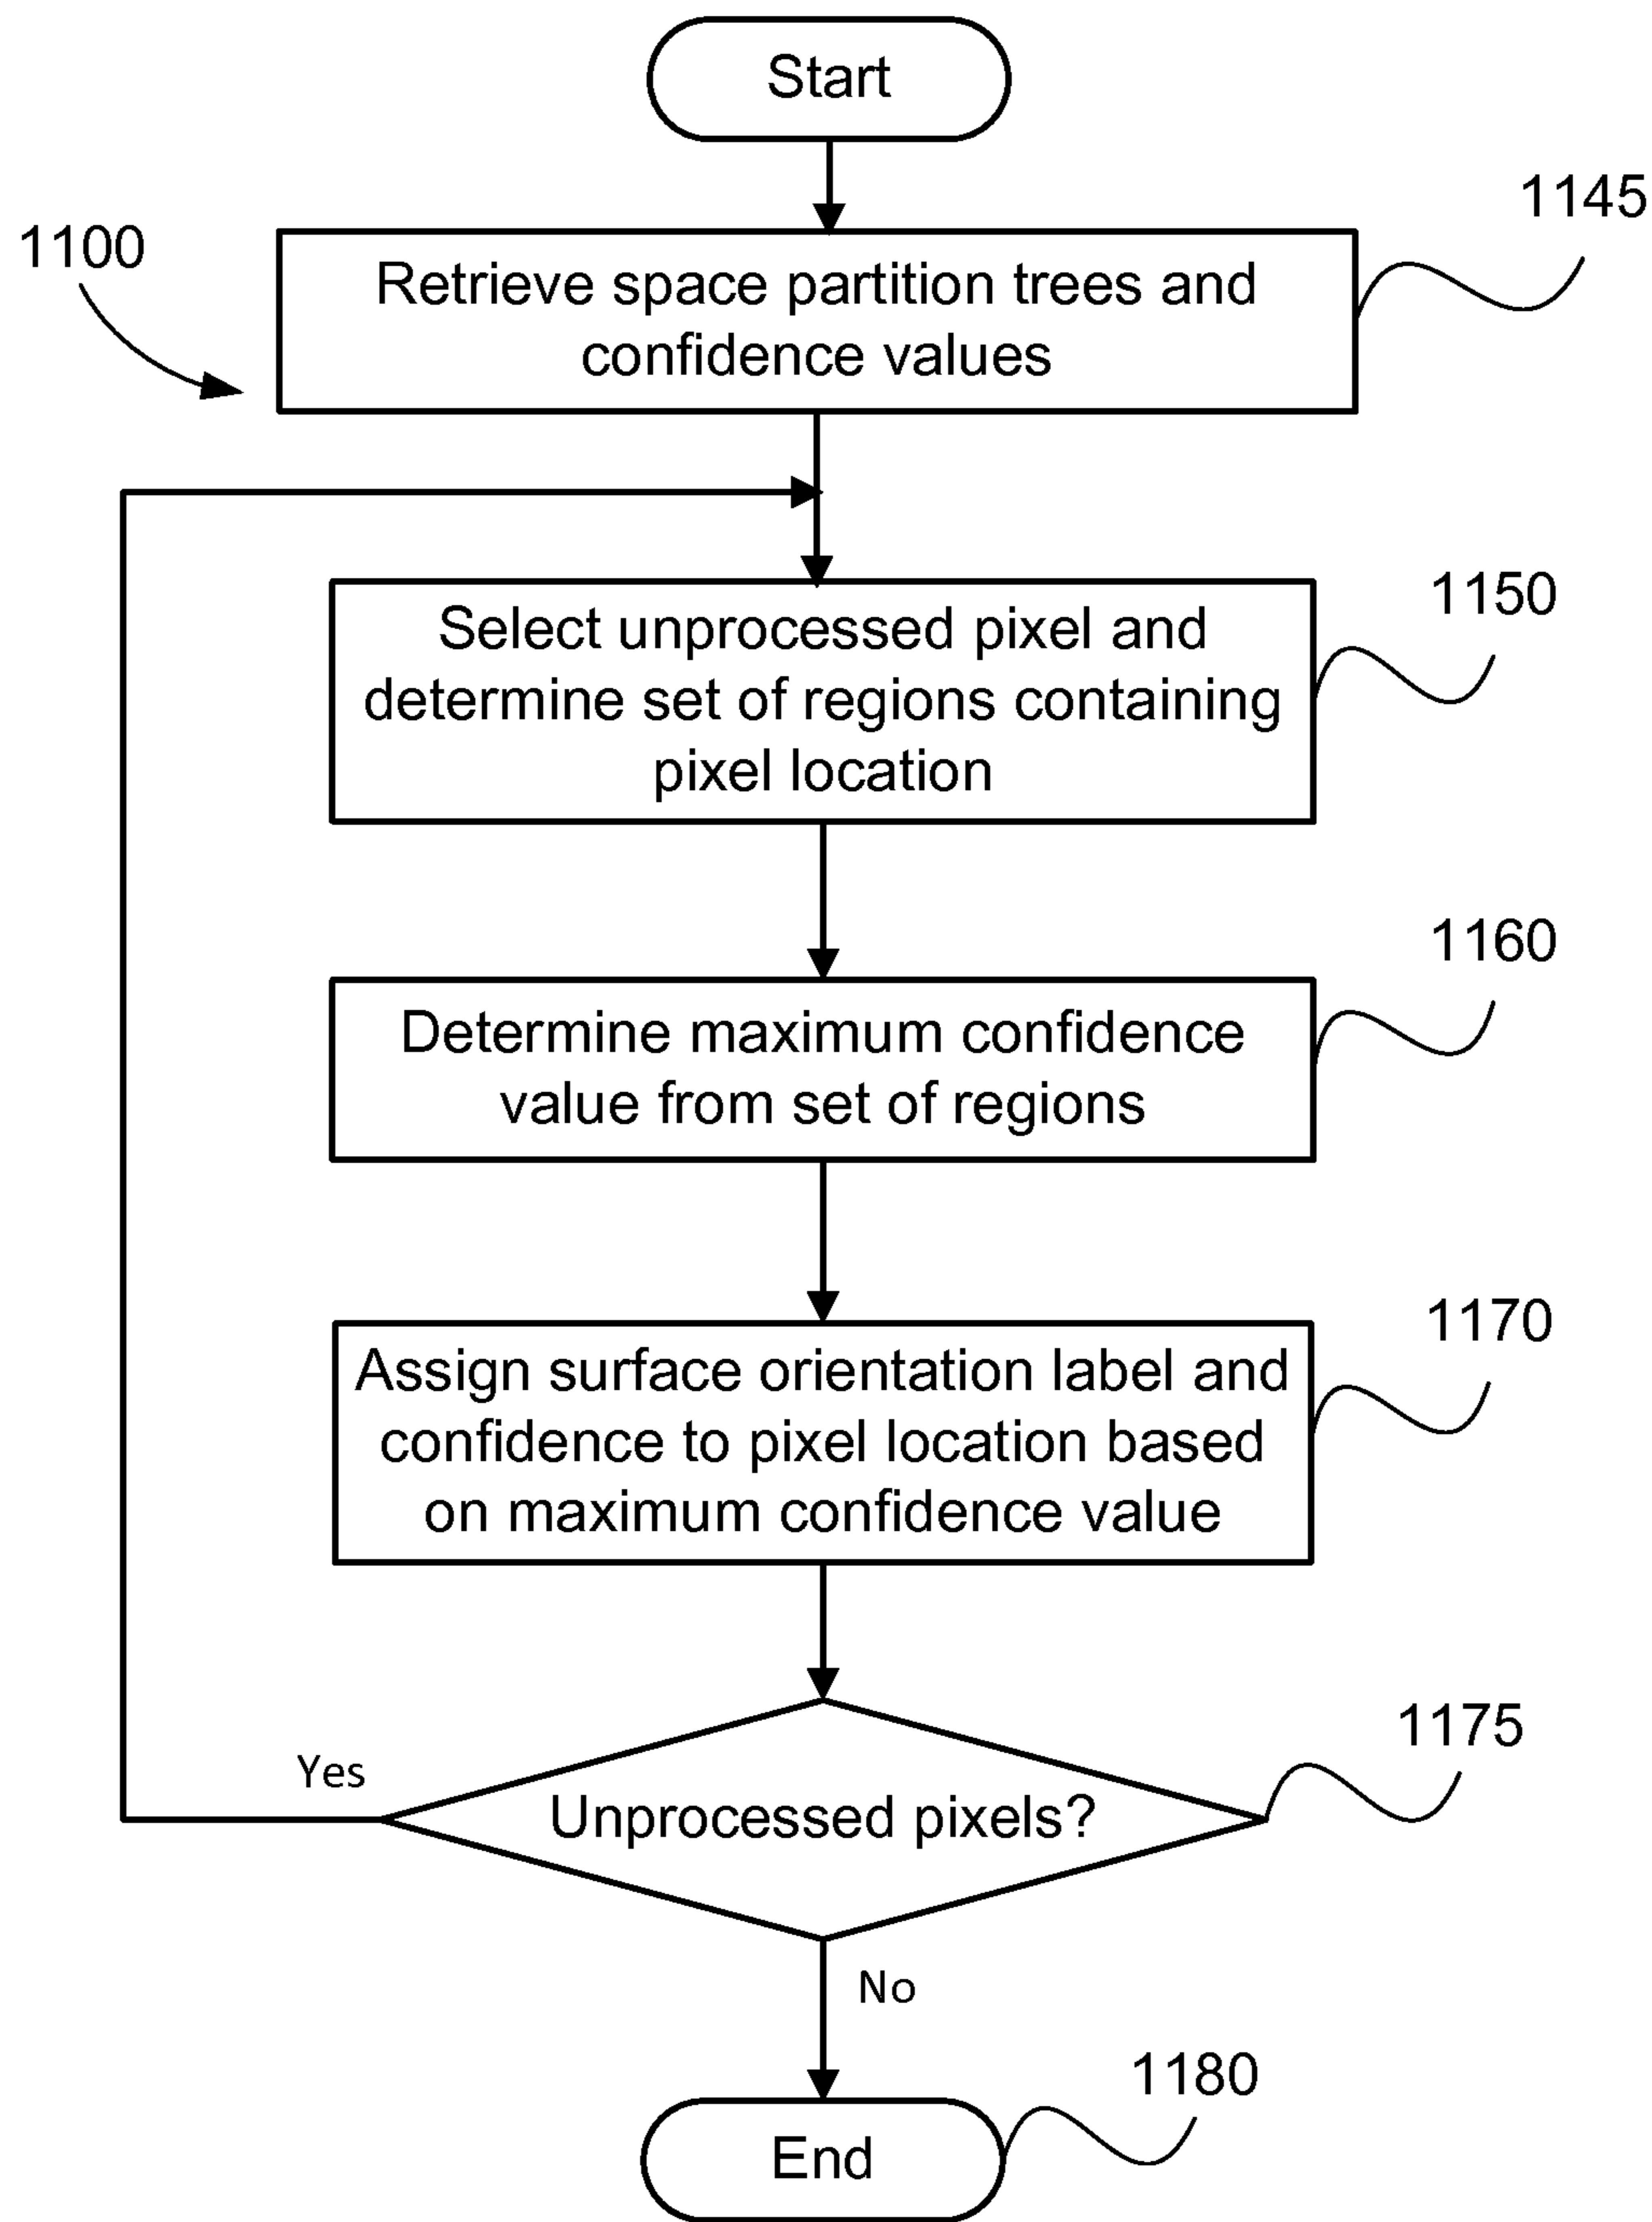 Start
1145
1100
Retrieve space partition trees and
confidence values
1150
Select unprocessed pixel and
determine set of regions containing
pixel location
1160
Determine maximum confidence
value from set of regions
1170
Assign surface orientation label and
confidence to pixel location based
on maximum confidence value
1175
Yes
Unprocessed pixels?
No
1180
End